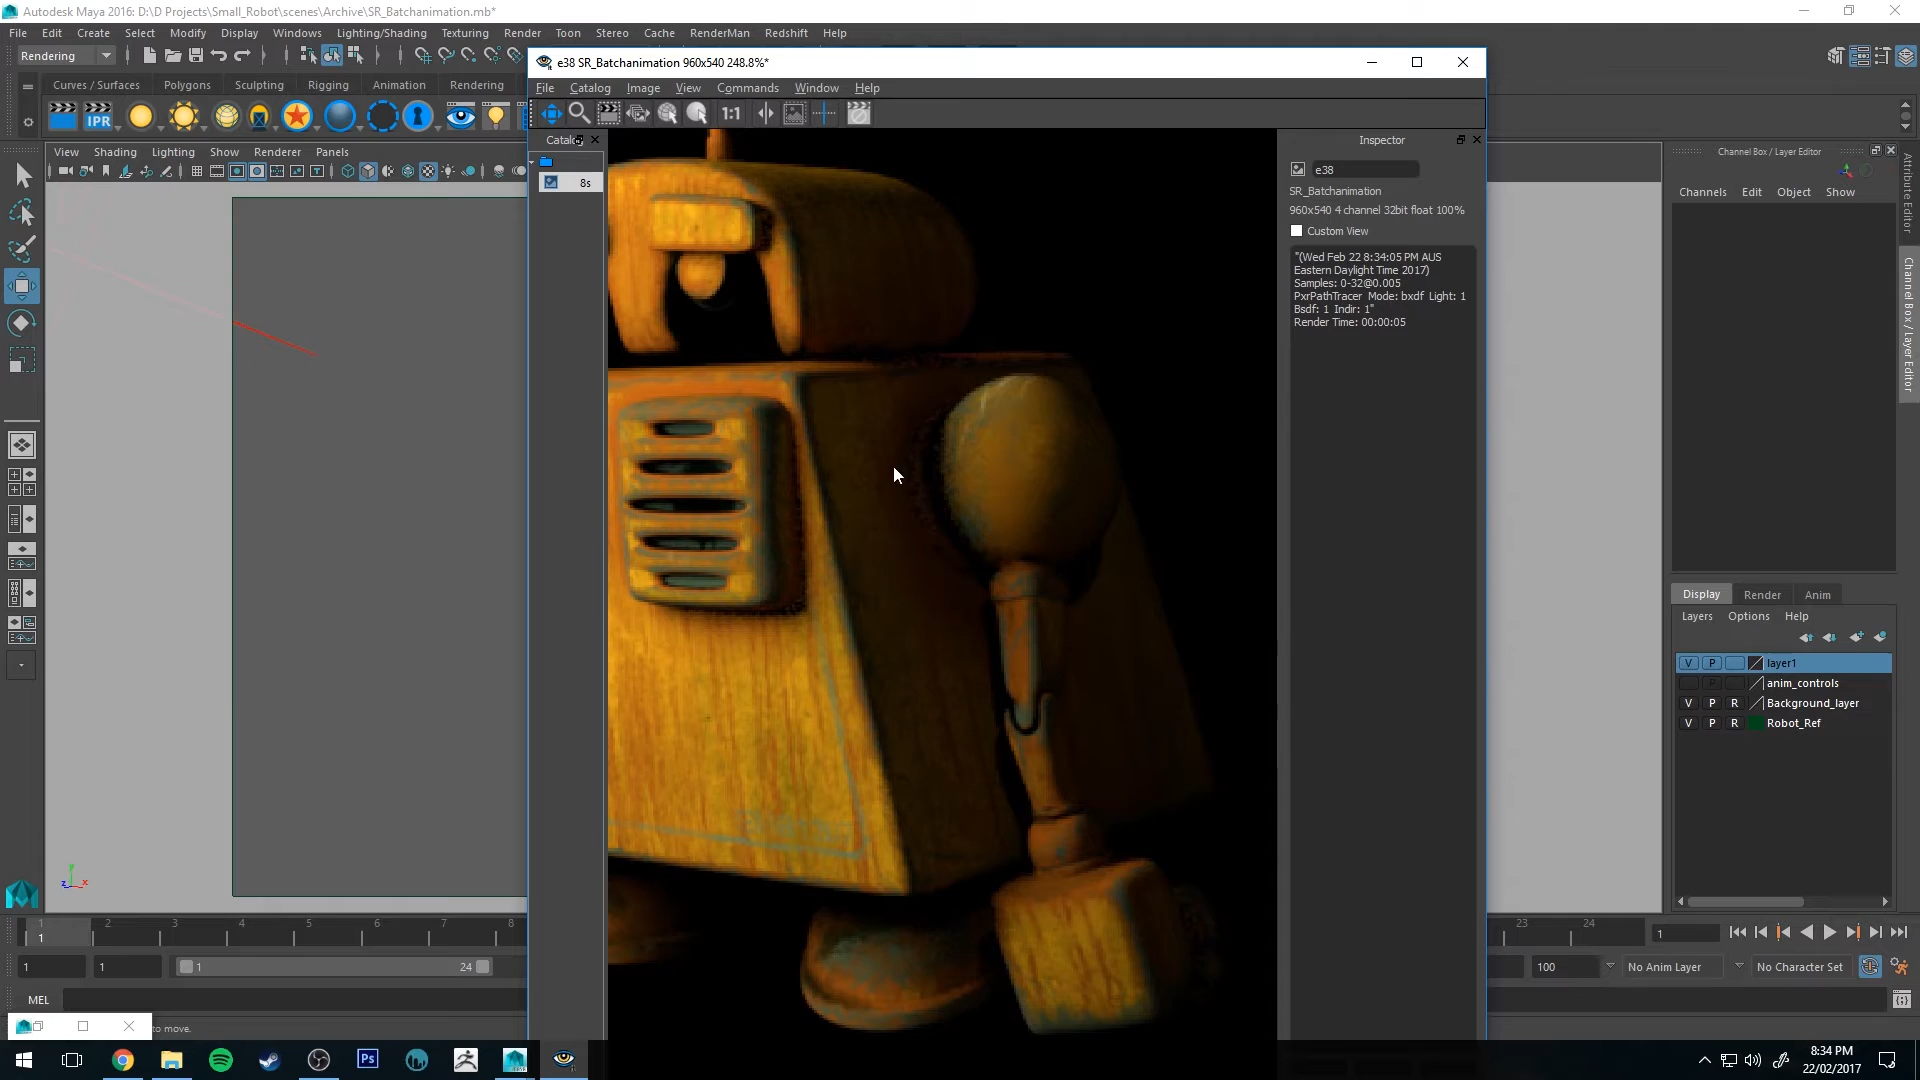 Autodesk Maya 2016: D:\D Projects\Small_Robot\scenes\Archive\SR_Batchanimation.mb*
File Edit Create Select Modify Display Windows Lighting/Shading Texturing Render Toon Stereo Cache RenderMan Redshift Help
Rendering
Curves / Surfaces Polygons Sculpting Rigging Animation Rendering
IPR
View Shading Lighting Show Renderer Panels
e38 SR_Batchanimation 960x540 248.8%*
File Catalog Image View Commands Window Help
1:1
Catalo
8s
Inspector
e38
SR_Batchanimation
960x540 4 channel 32bit float 100%
Custom View
"(Wed Feb 22 8:34:05 PM AUS
Eastern Daylight Time 2017)
Samples: 0-32@0.005
PxrPathTracer Mode: bxdf Light: 1
Bsdf: 1 Indir: 1"
Render Time: 00:00:05
Channel Box / Layer Editor
Channels Edit Object Show
Attribute Editor
Channel Box / Layer Editor
Display Render Anim
Layers Options Help
V P layer1
P anim_controls
V P R Background_layer
V P R Robot_Ref
y
z x
1 2 3 4 5 6 7 8 23 24
1
1
1 1 1 24 100 No Anim Layer No Character Set
MEL
to move.
Ps
8:34 PM
22/02/2017